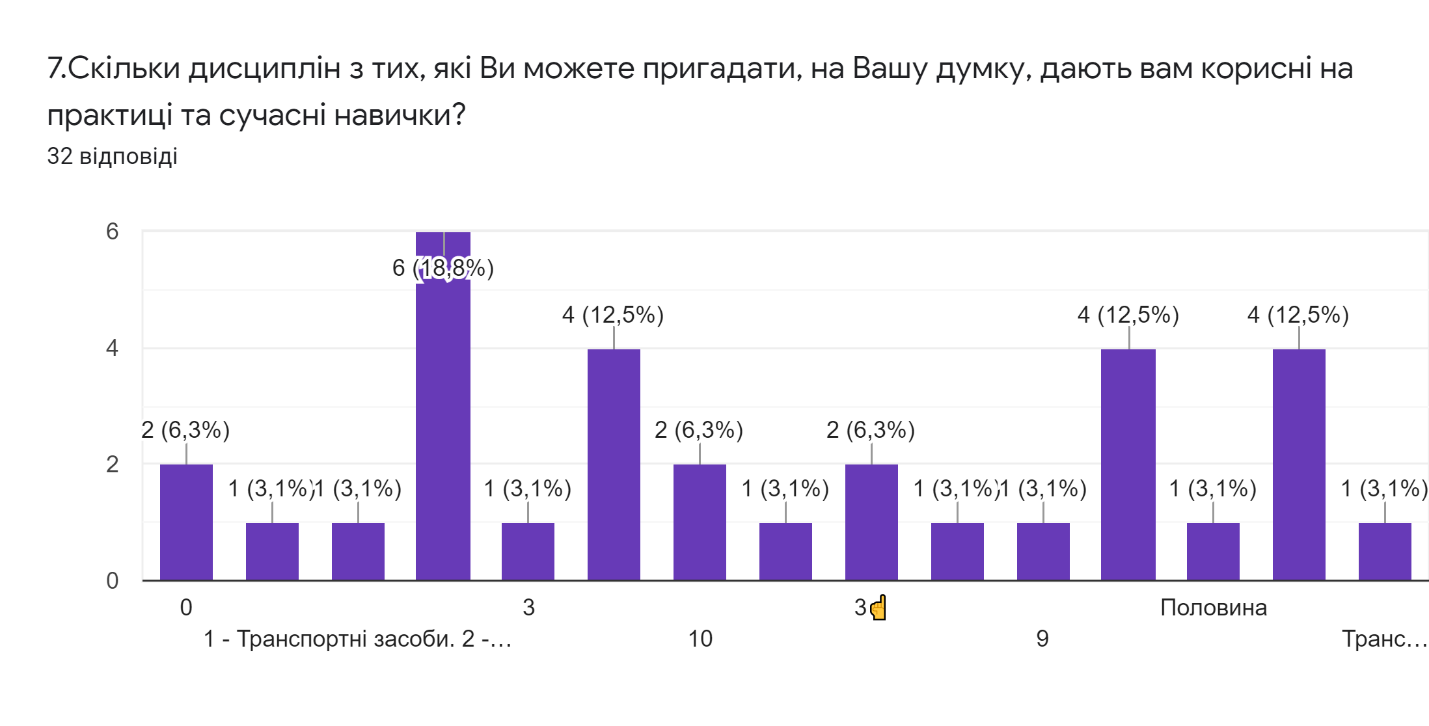 7.Скільки дисциплін з тих, які Ви можете пригадати, на Вашу думку, дають вам корисні на
практиці та сучасні навички?
32 відповіді
6
6 (18,8%)
4 (12,5%) 4 (12,5%) 4 (12,5%)
4
2 (6,3%) 2 (6,3%) 2 (6,3%)
2
1 (3,1%) 1 (3,1%) 1 (3,1%) 1 (3,1%) 1 (3,1%) 1 (3,1%) 1 (3,1%) 1 (3,1%)
0
0 3 3☝ Половина
1 - Транспортні засоби. 2 -… 10 9 Транс…